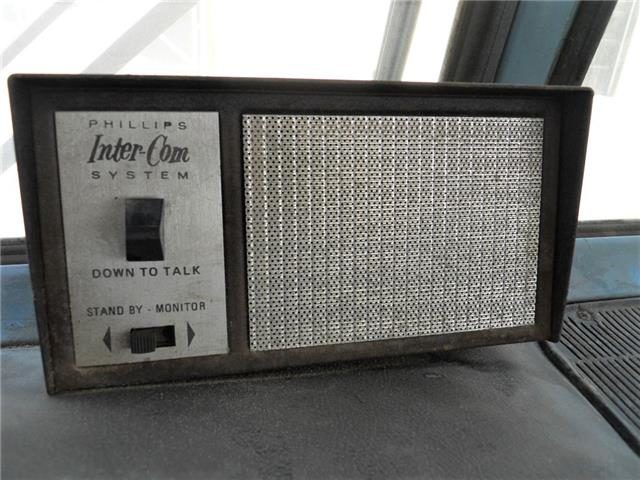 PHILLIPS
Inter-Com
SYSTEM
DOWN TO TALK
STAND BY - MONITOR